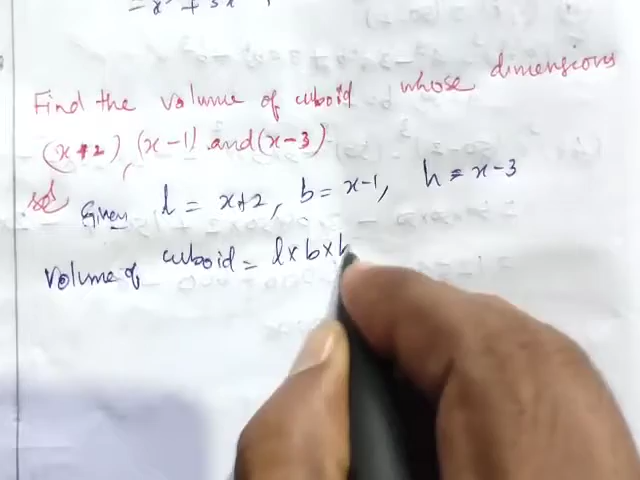 Find the volume of cuboid whose dimensions
(x+2), (x-1) and (x-3)
Sol Given l = x+2, b = x-1, h = x-3
Volume of cuboid = l×b×h